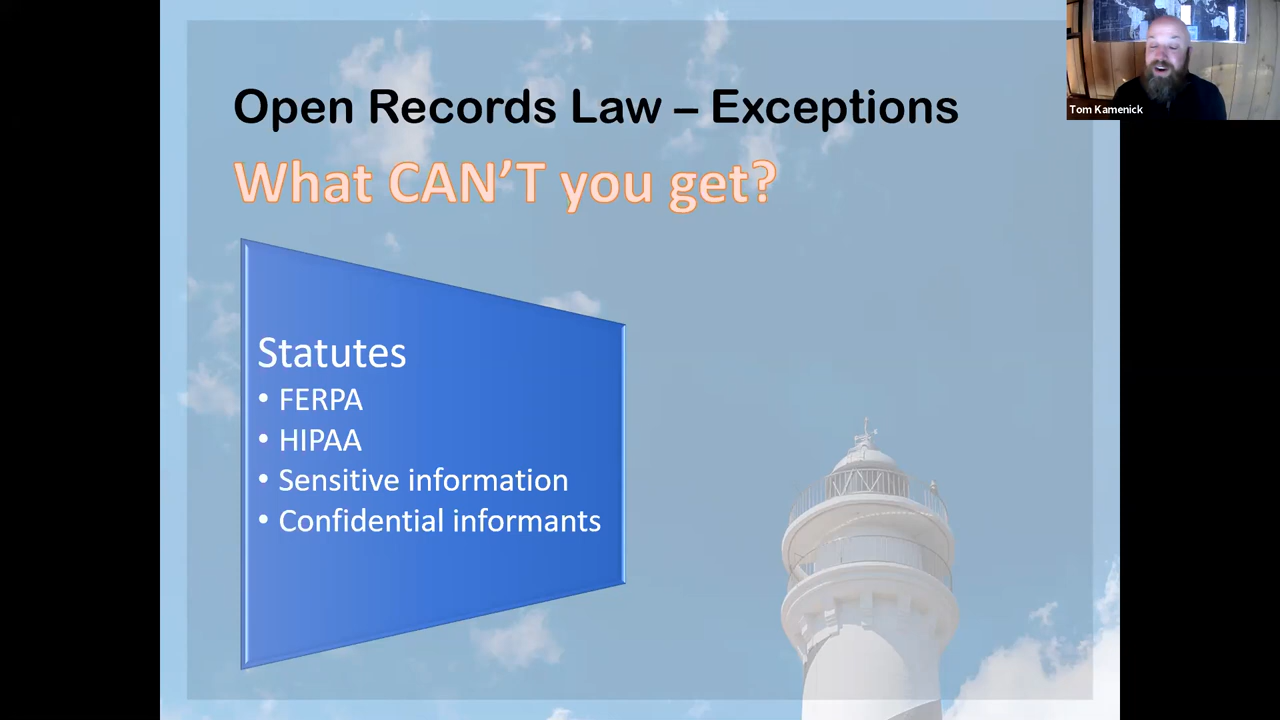 Open Records Law – Exceptions
What CAN’T you get?
Statutes
• FERPA
• HIPAA
• Sensitive information
• Confidential informants
Tom Kamenick